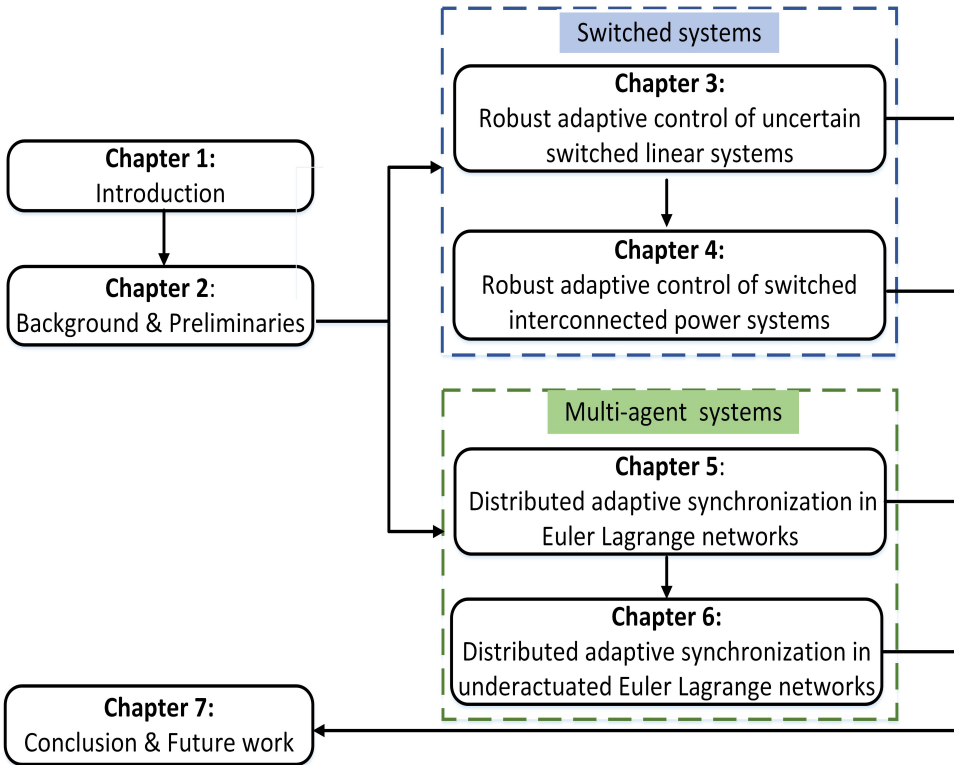 Chapter 1:
Introduction
Chapter 2:
Background & Preliminaries
Switched systems
Chapter 3:
Robust adaptive control of uncertain
switched linear systems
Chapter 4:
Robust adaptive control of switched
interconnected power systems
Multi-agent systems
Chapter 5:
Distributed adaptive synchronization in
Euler Lagrange networks
Chapter 6:
Distributed adaptive synchronization in
underactuated Euler Lagrange networks
Chapter 7:
Conclusion & Future work